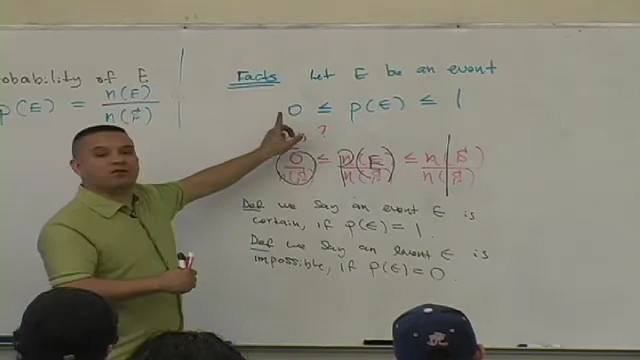 obability of E
p(E) = n(E)/n(S)
Facts Let E be an event
0 ≤ p(E) ≤ 1
?
0/n(S) ≤ n(E)/n(S) ≤ n(S)/n(S)
Def we say an event E is
certain, if p(E) = 1.
Def we say an event E is
impossible, if p(E) = 0.